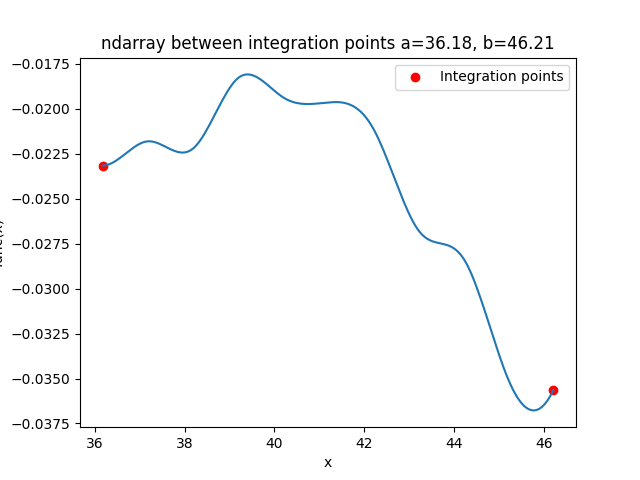 ndarray between integration points a=36.18, b=46.21
Integration points
−0.0175
−0.0200
−0.0225
−0.0250
−0.0275
−0.0300
−0.0325
−0.0350
−0.0375
36 38 40 42 44 46
x